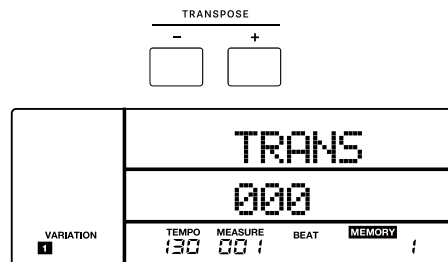 TRANSPOSE
− +
TRANS
000
VARIATION TEMPO MEASURE BEAT MEMORY
1 130 001 1